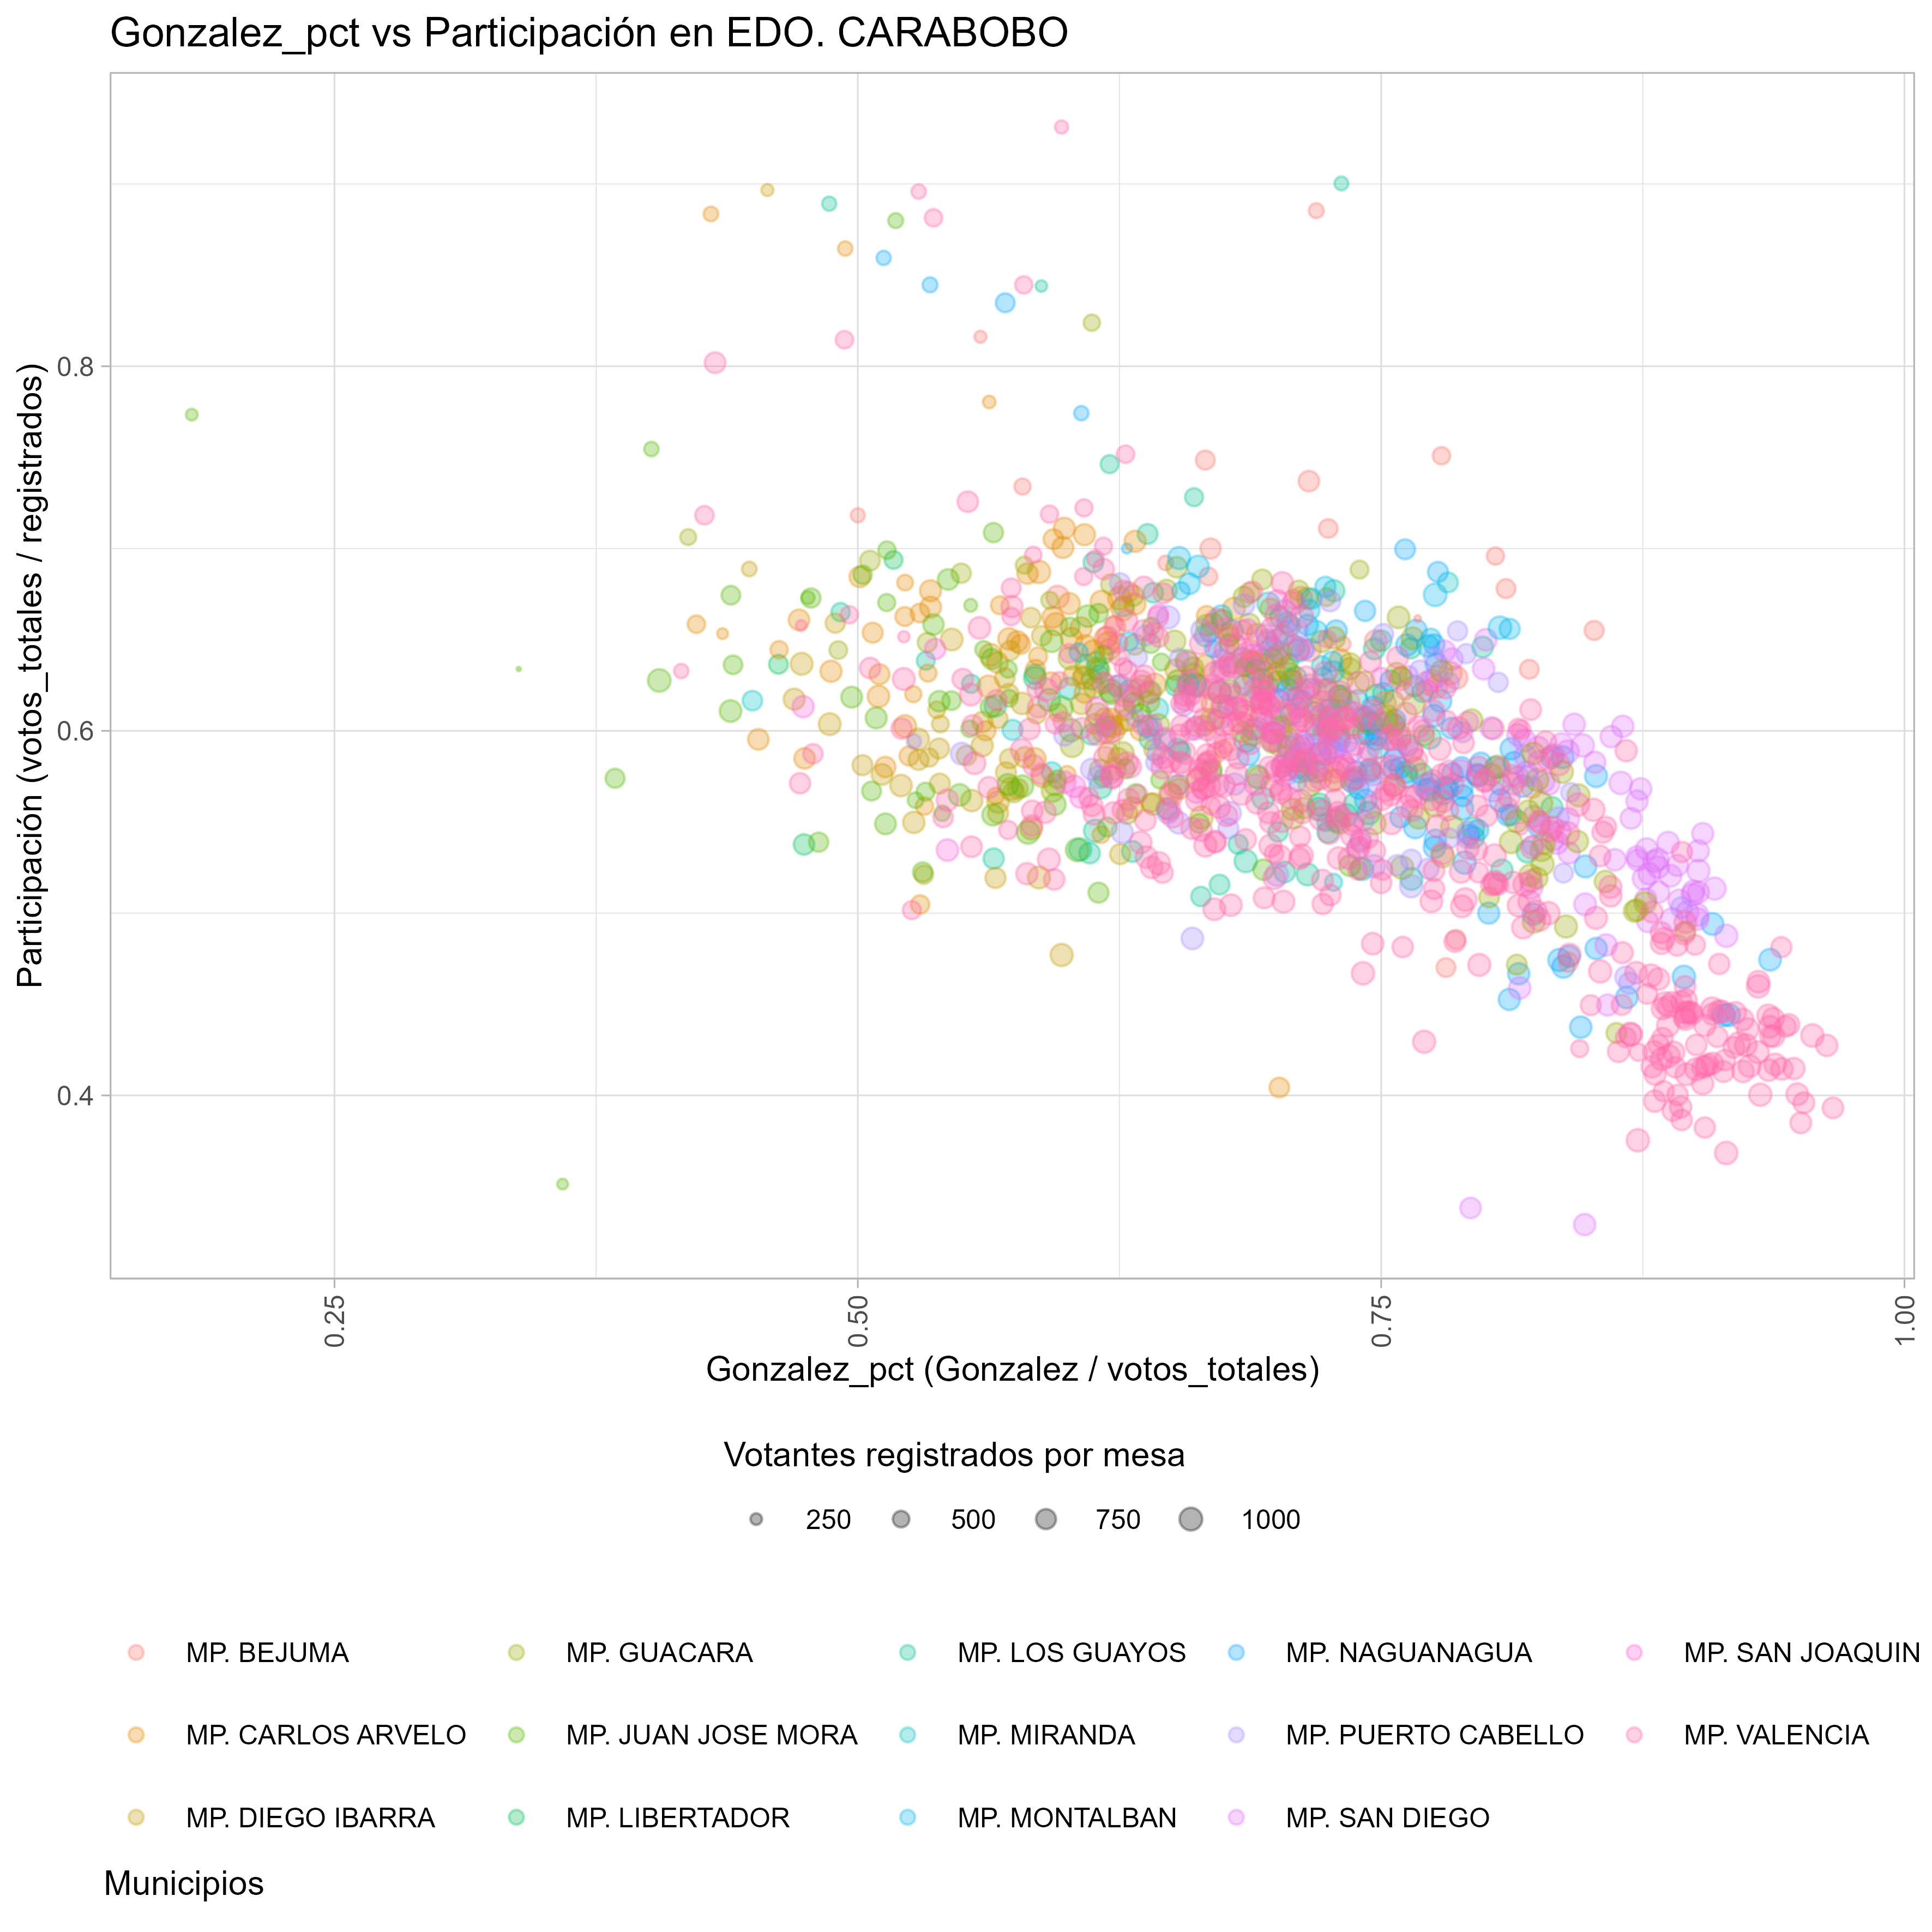 Gonzalez_pct vs Participación en EDO. CARABOBO
Participación (votos_totales / registrados)
0.8
0.6
0.4
0.25
0.50
0.75
1.00
Gonzalez_pct (Gonzalez / votos_totales)
Votantes registrados por mesa
250 500 750 1000
MP. BEJUMA MP. GUACARA MP. LOS GUAYOS MP. NAGUANAGUA MP. SAN JOAQUIN
MP. CARLOS ARVELO MP. JUAN JOSE MORA MP. MIRANDA MP. PUERTO CABELLO MP. VALENCIA
MP. DIEGO IBARRA MP. LIBERTADOR MP. MONTALBAN MP. SAN DIEGO
Municipios